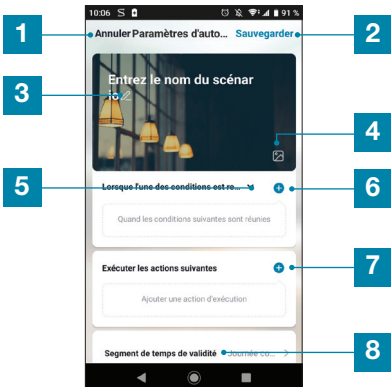 10:06 S 91 %
1
Annuler Paramètres d'auto... Sauvegarder
2
Entrez le nom du scénar
io
3
4
5
Lorsque l'une des conditions est re...
6
Quand les conditions suivantes sont réunies
Exécuter les actions suivantes
7
Ajouter une action d'exécution
Segment de temps de validité Journée co...
8